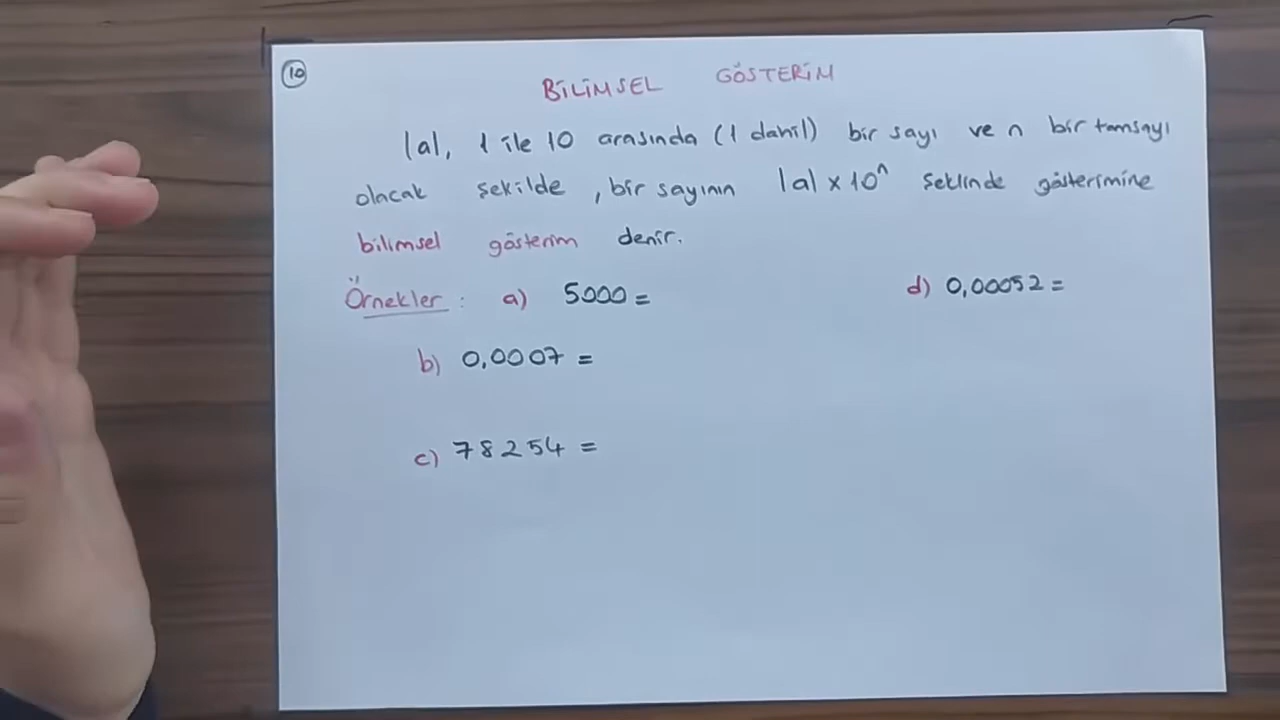 10
BİLİMSEL GÖSTERİM
|a|, 1 ile 10 arasında (1 dahil) bir sayı ve n bir tamsayı
olacak şekilde , bir sayının |a| x 10ⁿ şeklinde gösterimine
bilimsel gösterim denir.
Örnekler : a) 5000 =
d) 0,00052 =
b) 0,0007 =
c) 78254 =